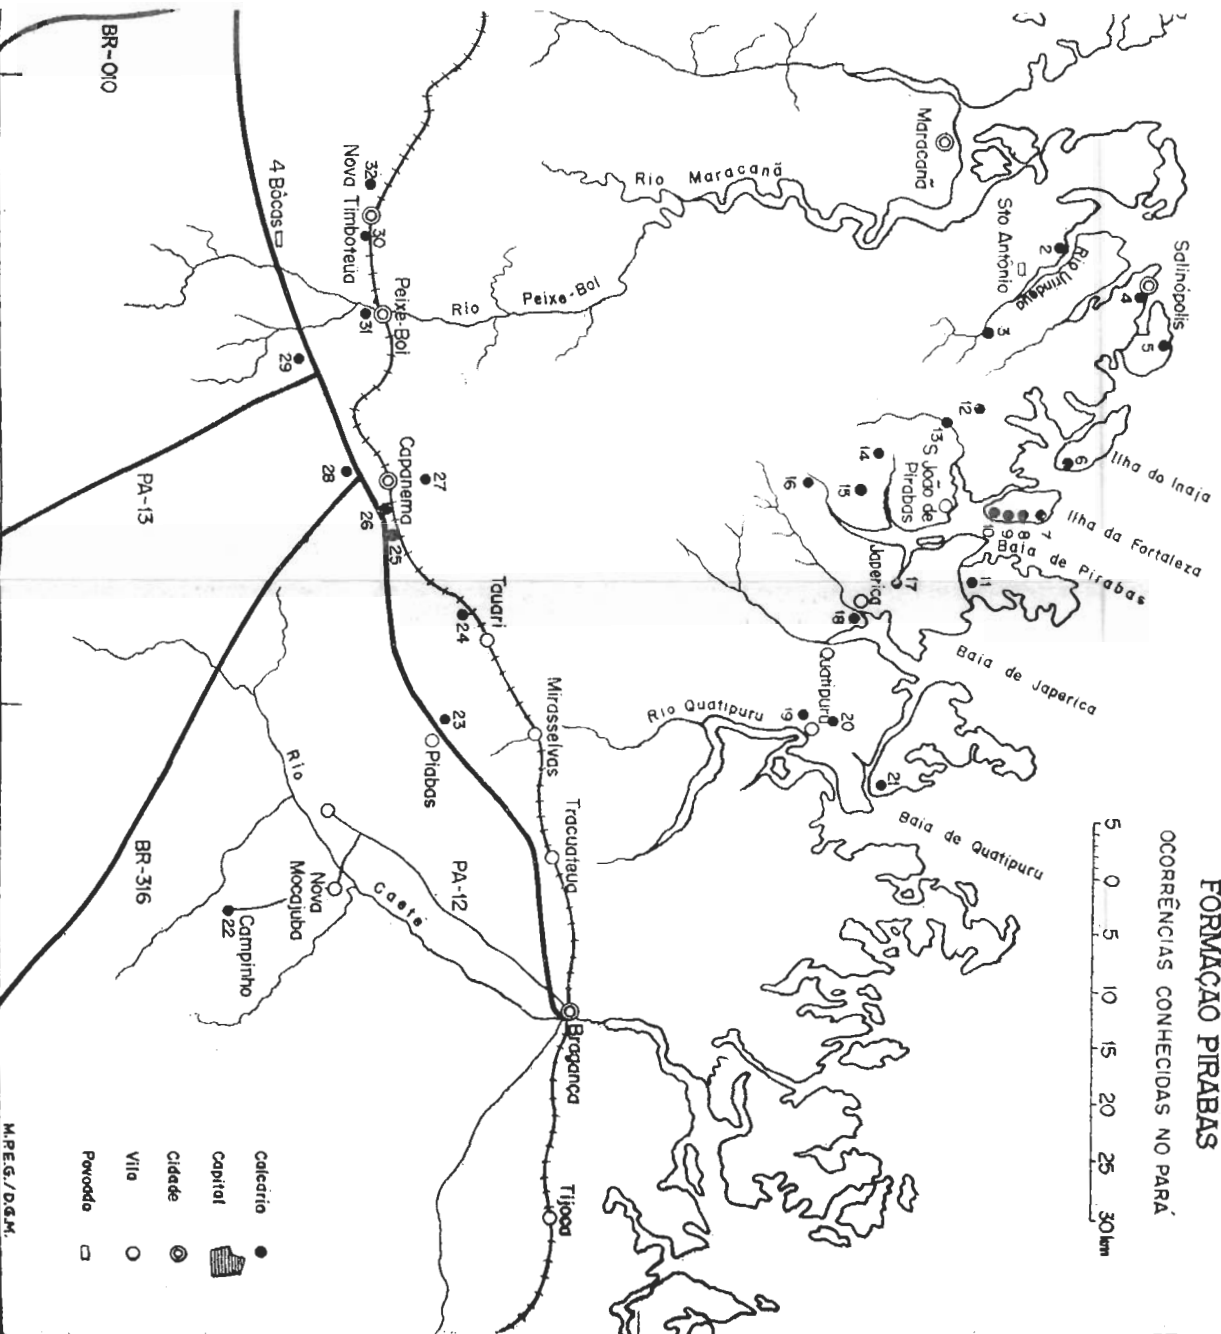 FORMAÇÃO PIRABAS
OCORRÊNCIAS CONHECIDAS NO PARÁ
5 0 5 10 15 20 25 30 km
Salinópolis
4
5
2
Rio Urindeua
Sto Antônio
3
Maracanã
Rio Maracanã
Ilha do Inajá
6
Ilha da Fortaleza
7
8
9
10
Baia de Pirabas
11
12
13
S João de
Pirabas
14
15
16
17
Japerica
18
Baia de Japerica
Quatipuru
19
20
Rio Quatipuru
21
Baia de Quatipuru
Rio Peixe-Boi
Peixe-Boi
32
Nova Timboteua
30
31
4 Bôcas
29
BR-010
Capanema
27
28
26
25
PA-13
Tauari
24
Mirasselvas
23
Piabas
Tracuateua
PA-12
Rio Caeté
Nova
Mocajuba
22
Campinho
BR-316
Bragança
Tijoca
Calcário
Capital
Cidade
Vila
Povoado
M.P.E.G./D.G.M.